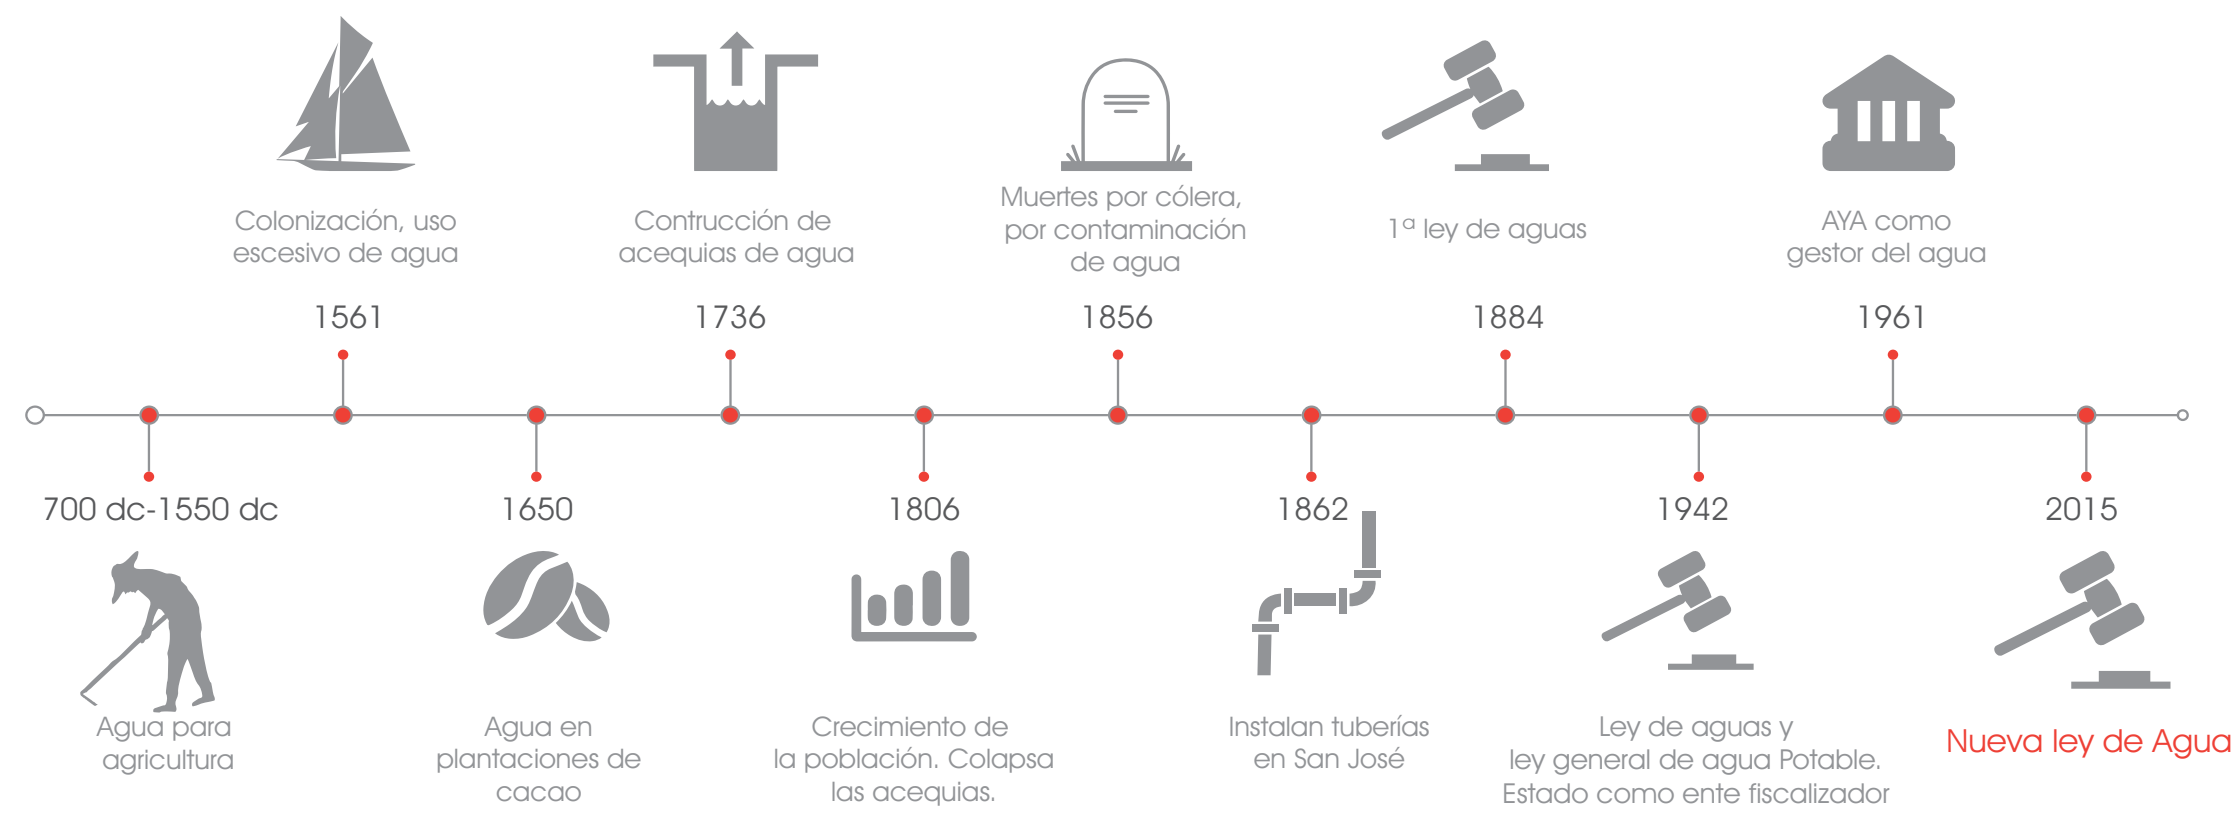 Colonización, uso
escesivo de agua
1561
Contrucción de
acequias de agua
1736
Muertes por cólera,
por contaminación
de agua
1856
1ª ley de aguas
1884
AYA como
gestor del agua
1961
700 dc-1550 dc
Agua para
agricultura
1650
Agua en
plantaciones de
cacao
1806
Crecimiento de
la población. Colapsa
las acequias.
1862
Instalan tuberías
en San José
1942
Ley de aguas y
ley general de agua Potable.
Estado como ente fiscalizador
2015
Nueva ley de Agua